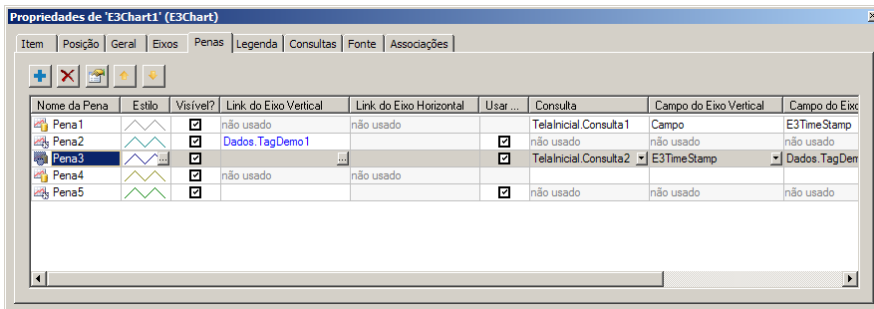 Propriedades de 'E3Chart1' (E3Chart)
Item Posição Geral Eixos Penas Legenda Consultas Fonte Associações
Nome da Pena Estilo Visível? Link do Eixo Vertical Link do Eixo Horizontal Usar ... Consulta Campo do Eixo Vertical Campo do Eixo
Pena1 não usado não usado TelaInicial.Consulta1 Campo E3TimeStamp
Pena2 Dados.TagDemo1 não usado não usado não usado
Pena3 ... ... TelaInicial.Consulta2 E3TimeStamp Dados.TagDem
Pena4 não usado não usado
Pena5 não usado não usado não usado